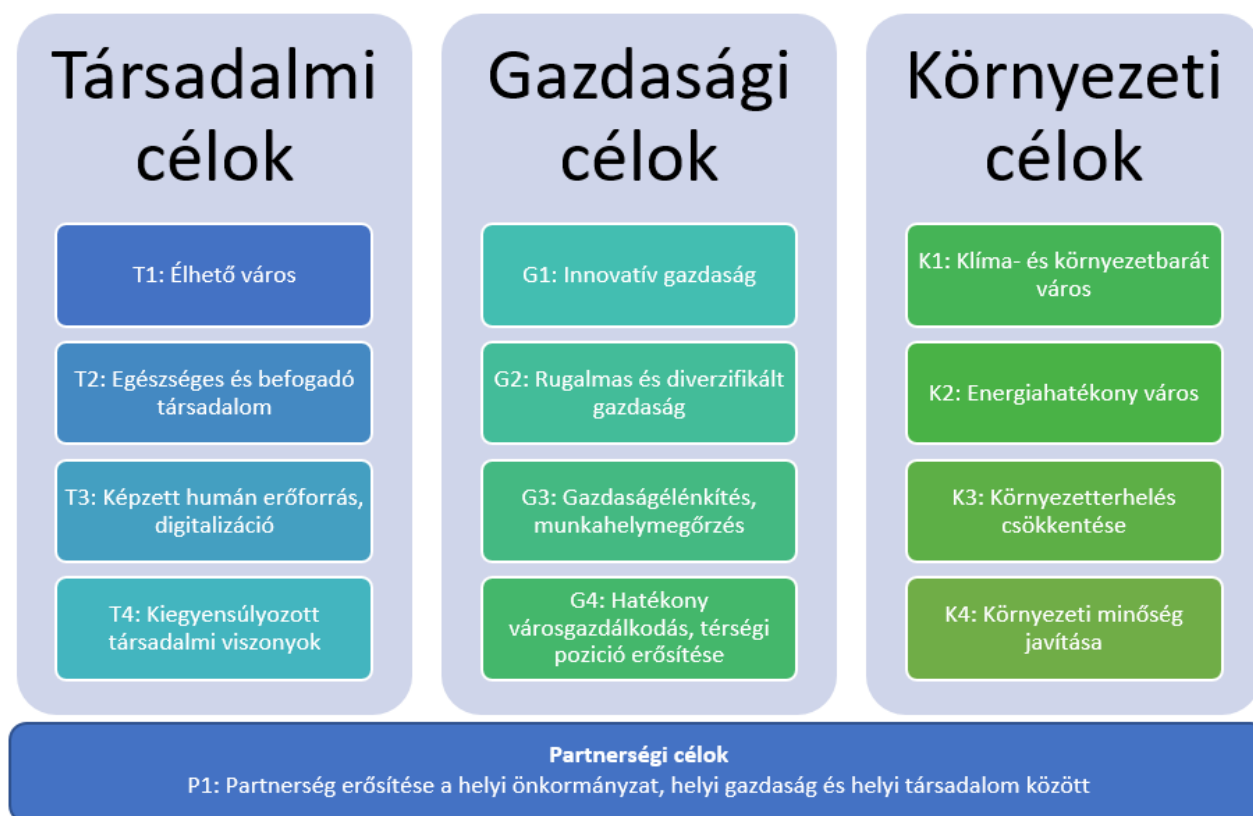 Társadalmi
célok
T1: Élhető város
T2: Egészséges és befogadó
társadalom
T3: Képzett humán erőforrás,
digitalizáció
T4: Kiegyensúlyozott
társadalmi viszonyok
Gazdasági
célok
G1: Innovatív gazdaság
G2: Rugalmas és diverzifikált
gazdaság
G3: Gazdaságélénkítés,
munkahelymegőrzés
G4: Hatékony
városgazdálkodás, térségi
pozició erősítése
Környezeti
célok
K1: Klíma- és környezetbarát
város
K2: Energiahatékony város
K3: Környezetterhelés
csökkentése
K4: Környezeti minőség
javítása
Partnerségi célok
P1: Partnerség erősítése a helyi önkormányzat, helyi gazdaság és helyi társadalom között